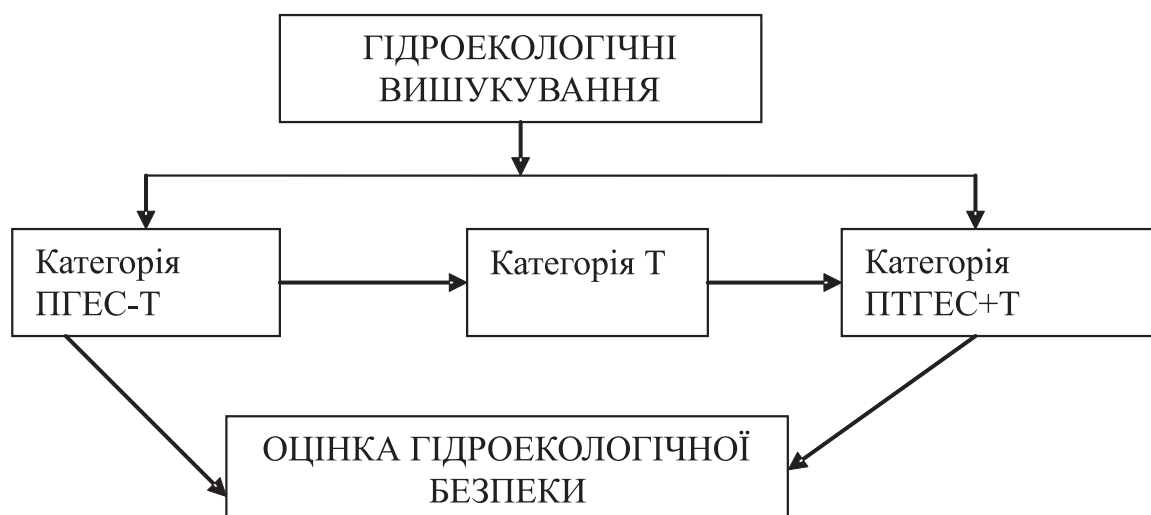 ГІДРОЕКОЛОГІЧНІ
ВИШУКУВАННЯ
Категорія
ПГЕС-Т
Категорія Т
Категорія
ПТГЕС+Т
ОЦІНКА ГІДРОЕКОЛОГІЧНОЇ
БЕЗПЕКИ